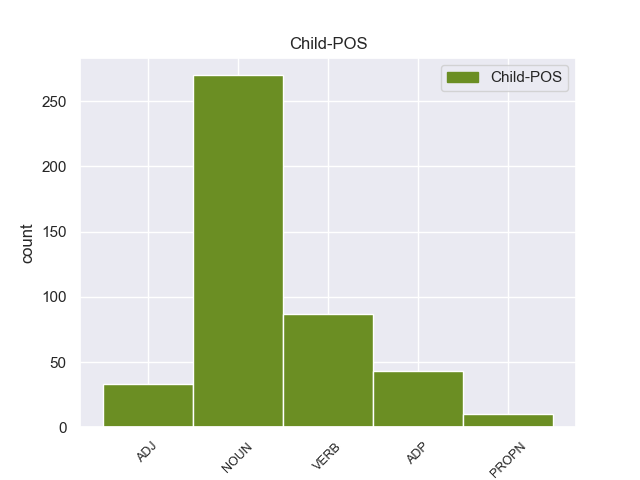 Child-POS
Child-POS
count
250
200
150
100
50
0
ADJ
NOUN
VERB
ADP
PROPN